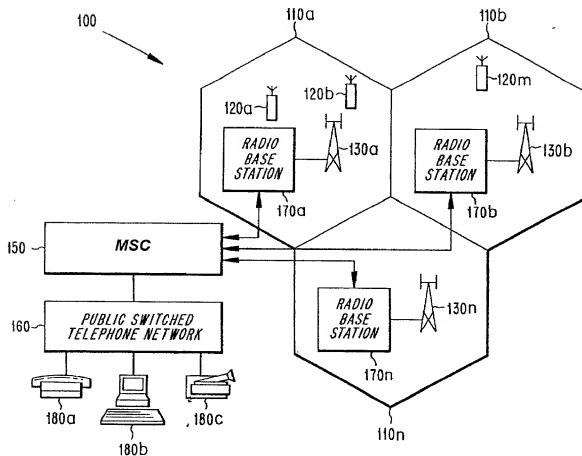 100
110a
110b
120a
120b
120m
130a
130b
RADIO
BASE
STATION
RADIO
BASE
STATION
170a
170b
150
MSC
160
PUBLIC SWITCHED
TELEPHONE NETWORK
RADIO
BASE
STATION
130n
170n
180a
180b
180c
110n